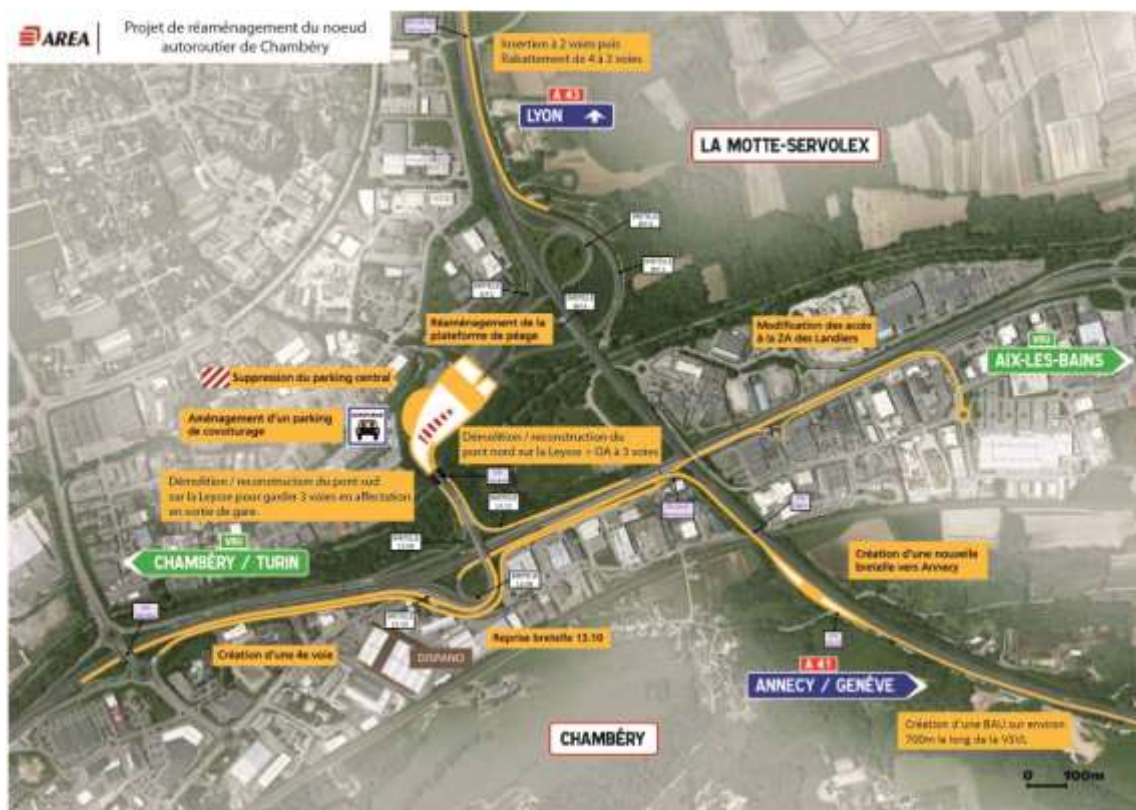 AREA
Projet de réaménagement du noeud
autoroutier de Chambéry
Insertion à 2 voies puis
Rabattement de 4 à 3 voies
A 43
LYON
LA MOTTE-SERVOLEX
Réaménagement de la
plateforme de péage
Modification des accès
à la ZA des Landiers
VRU
AIX-LES-BAINS
Suppression du parking central
Aménagement d'un parking
de covoiturage
Démolition / reconstruction du
pont nord sur la Leysse > OA à 3 voies
Démolition / reconstruction du pont sud
sur la Leysse pour garder 3 voies en affectation
en sortie de gare.
VRU
CHAMBÉRY / TURIN
Création d'une nouvelle
bretelle vers Annecy
Reprise bretelle 13.10
Création d'une 4e voie
DISPANO
A 41
ANNECY / GENÈVE
Création d'une BAU sur environ
700m le long de la VSVL
CHAMBÉRY
0 100m